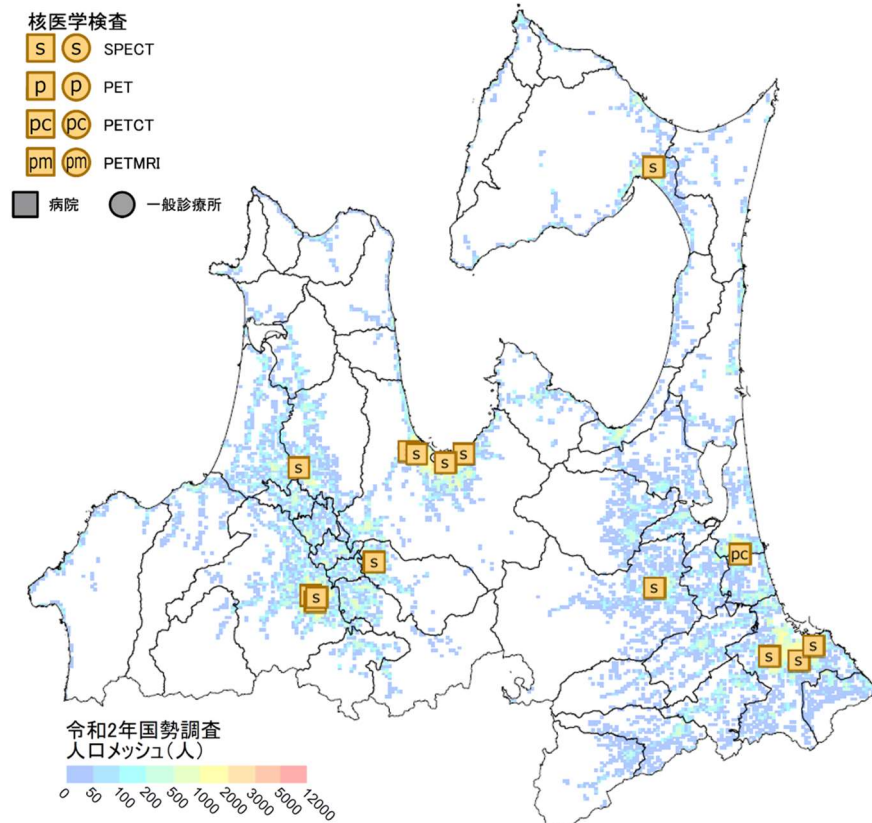 核医学検査
s s SPECT
p p PET
pc pc PETCT
pm pm PETMRI
病院 一般診療所
s
s
s
s
s
s
pc
s
s
s
s
s
令和2年国勢調査
人口メッシュ(人)
0 50 100 200 500 1000 2000 3000 5000 12000